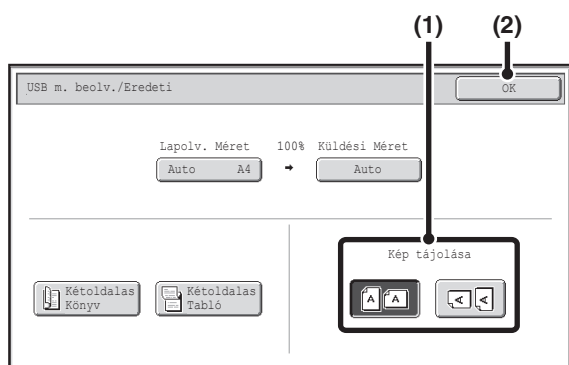 (1) (2)
USB m. beolv./Eredeti OK
Lapolv. Méret 100% Küldési Méret
Auto A4 Auto
Kép tájolása
Kétoldalas
Könyv
Kétoldalas
Tabló
A A A A